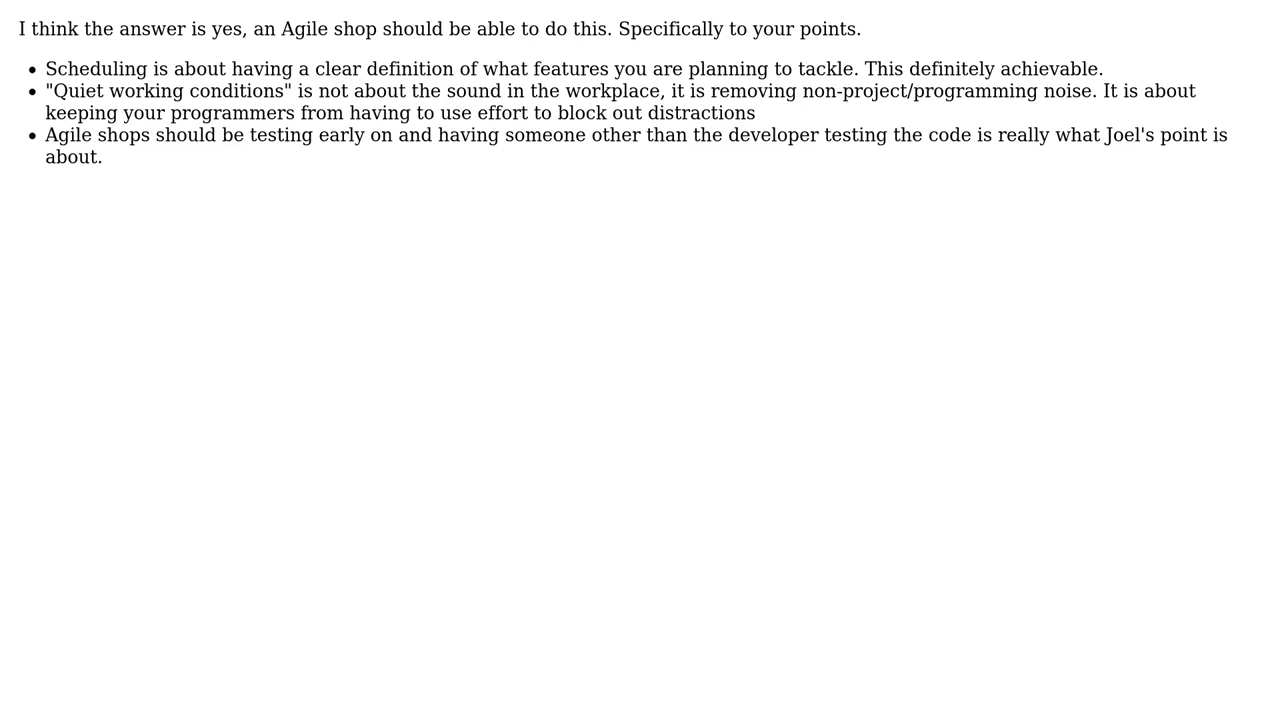 I think the answer is yes, an Agile shop should be able to do this. Specifically to your points.
• Scheduling is about having a clear definition of what features you are planning to tackle. This definitely achievable.
• "Quiet working conditions" is not about the sound in the workplace, it is removing non-project/programming noise. It is about
keeping your programmers from having to use effort to block out distractions
• Agile shops should be testing early on and having someone other than the developer testing the code is really what Joel's point is
about.